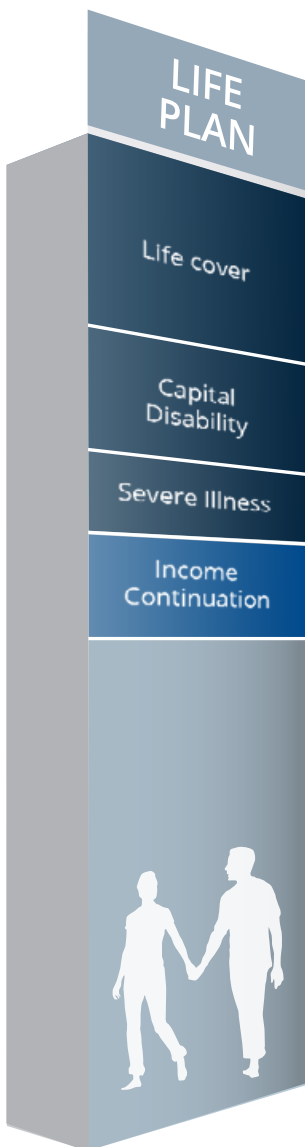 LIFE
PLAN
Life cover
Capital
Disability
Severe Illness
Income
Continuation